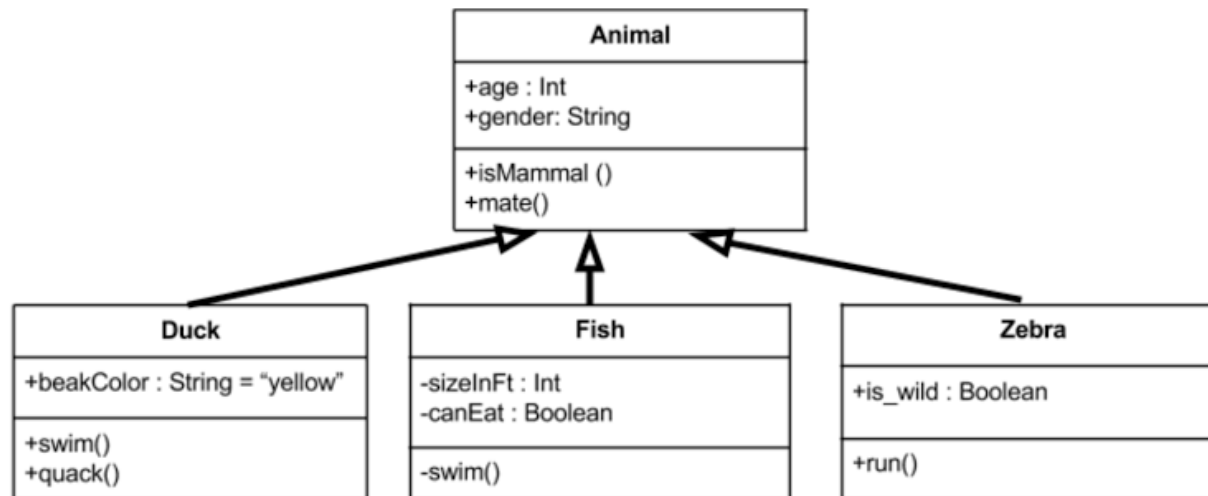 Animal
+age : Int
+gender: String
+isMammal ()
+mate()
Duck
+beakColor : String = “yellow”
+swim()
+quack()
Fish
-sizeInFt : Int
-canEat : Boolean
-swim()
Zebra
+is_wild : Boolean
+run()